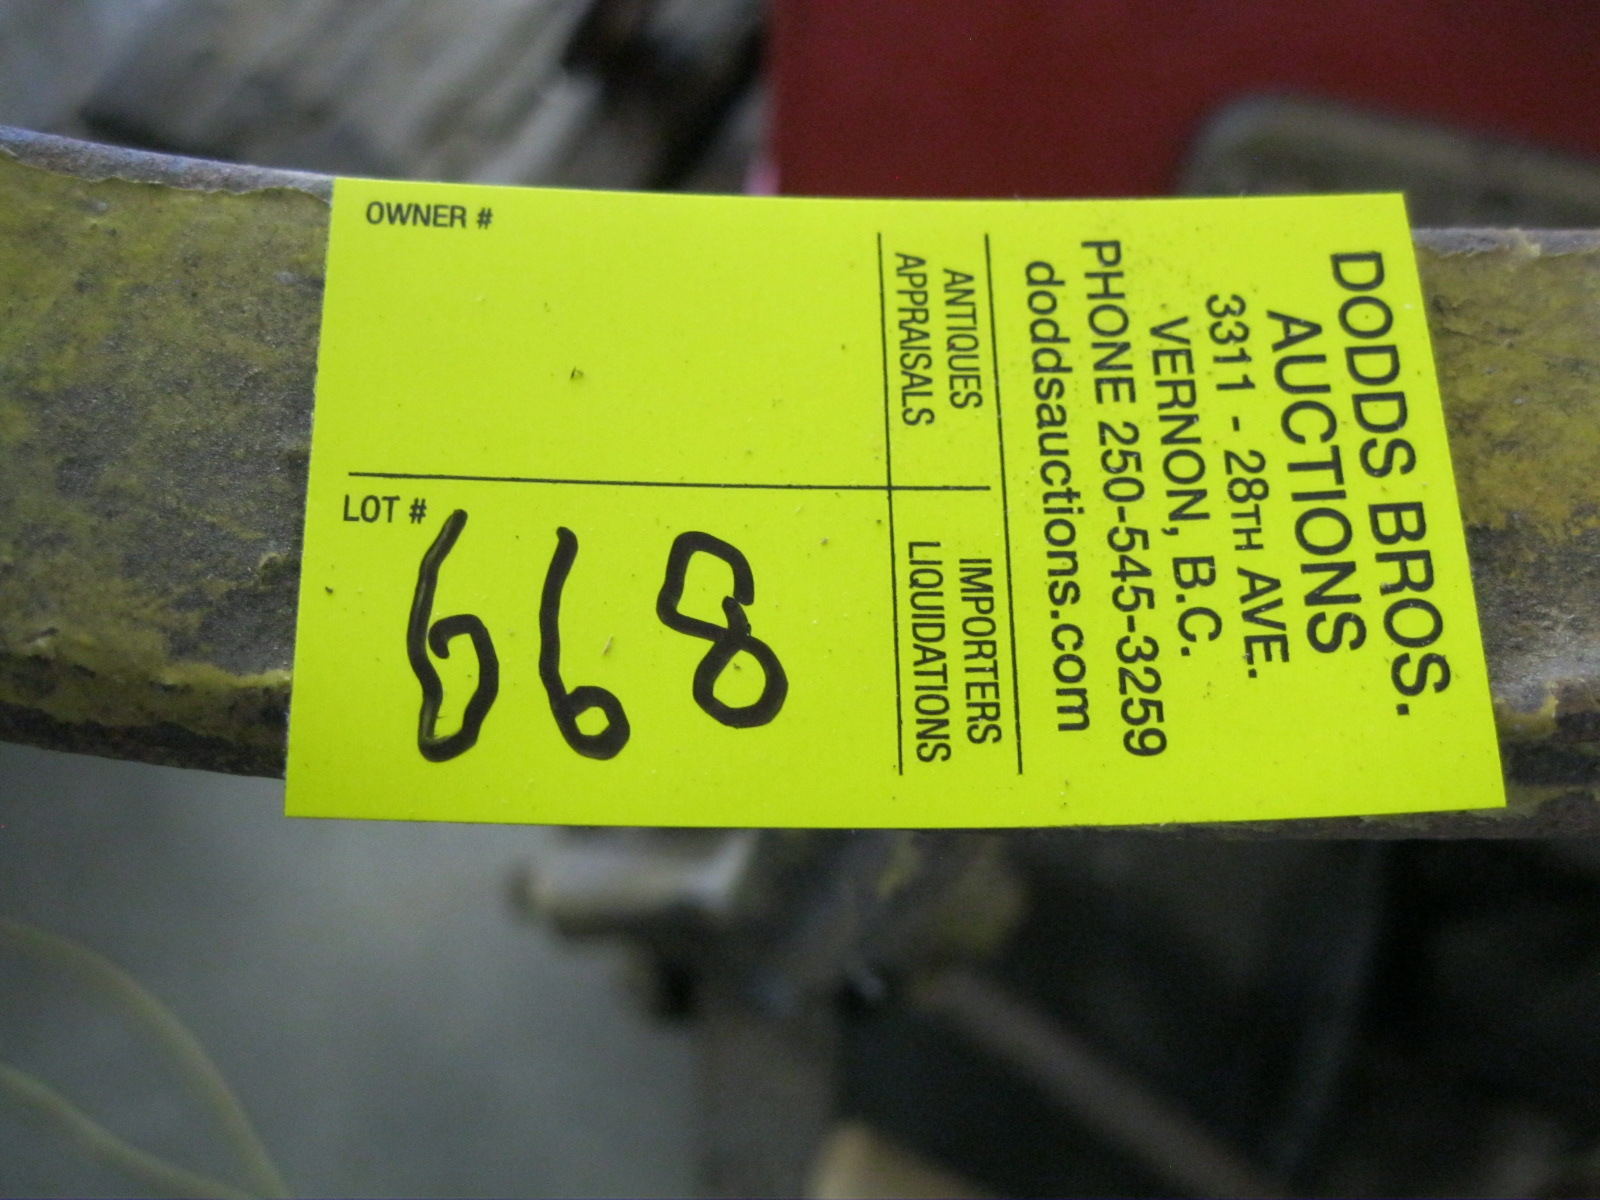 DODDS BROS.
AUCTIONS
3311 - 28TH AVE.
VERNON, B.C.
PHONE 250-545-3259
doddsauctions.com
ANTIQUES
APPRAISALS
IMPORTERS
LIQUIDATIONS
OWNER #
LOT #
668